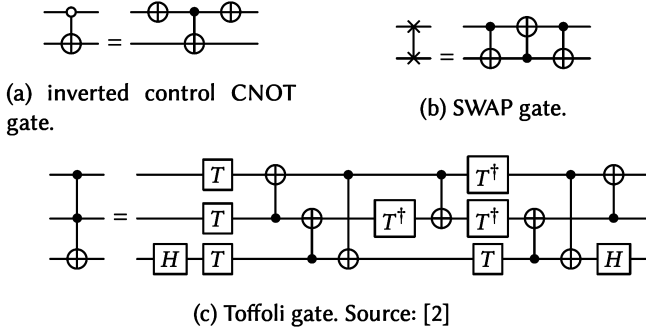 =
=
(a) inverted control CNOT
gate.
(b) SWAP gate.
T
T†
=
T
T†
T†
H
T
T
H
(c) Toffoli gate. Source: [2]